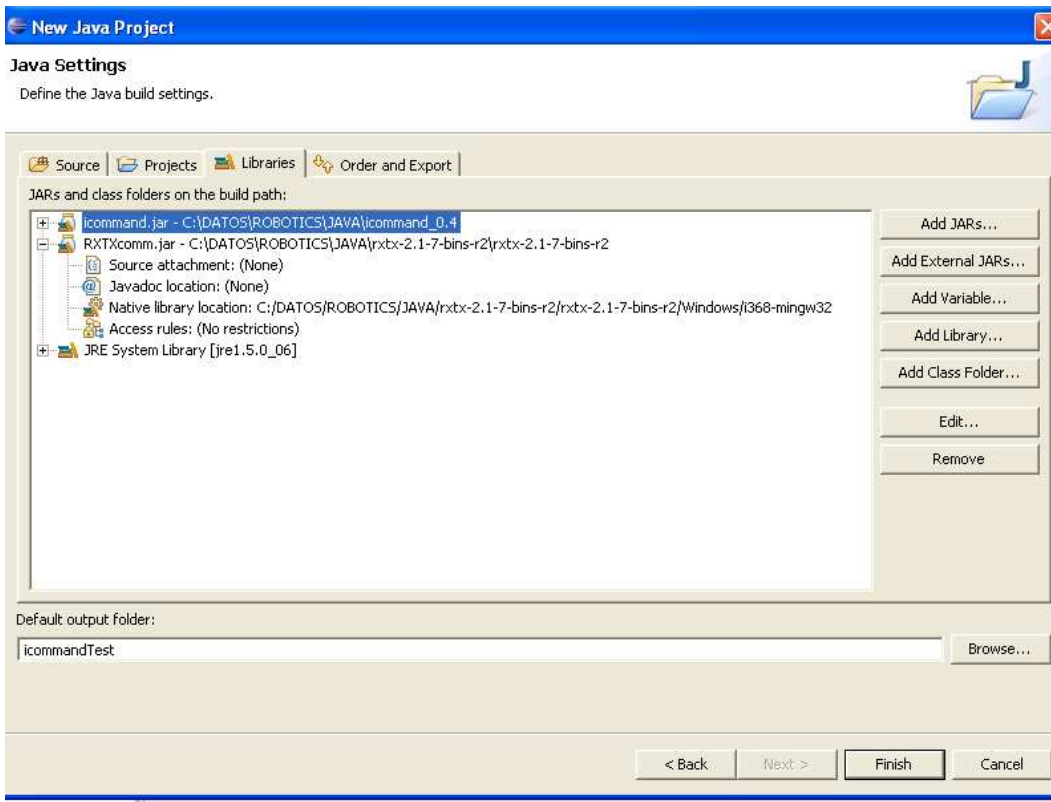 New Java Project
Java Settings
Define the Java build settings.
Source Projects Libraries Order and Export
JARs and class folders on the build path:
icommand.jar - C:\DATOS\ROBOTICS\JAVA\icommand_0.4
RXTXcomm.jar - C:\DATOS\ROBOTICS\JAVA\rxtx-2.1-7-bins-r2\rxtx-2.1-7-bins-r2
Source attachment: (None)
Javadoc location: (None)
Native library location: C:/DATOS/ROBOTICS/JAVA/rxtx-2.1-7-bins-r2/rxtx-2.1-7-bins-r2/Windows/i368-mingw32
Access rules: (No restrictions)
JRE System Library [jre1.5.0_06]
Add JARs...
Add External JARs...
Add Variable...
Add Library...
Add Class Folder...
Edit...
Remove
Default output folder:
icommandTest
Browse...
< Back Next > Finish Cancel